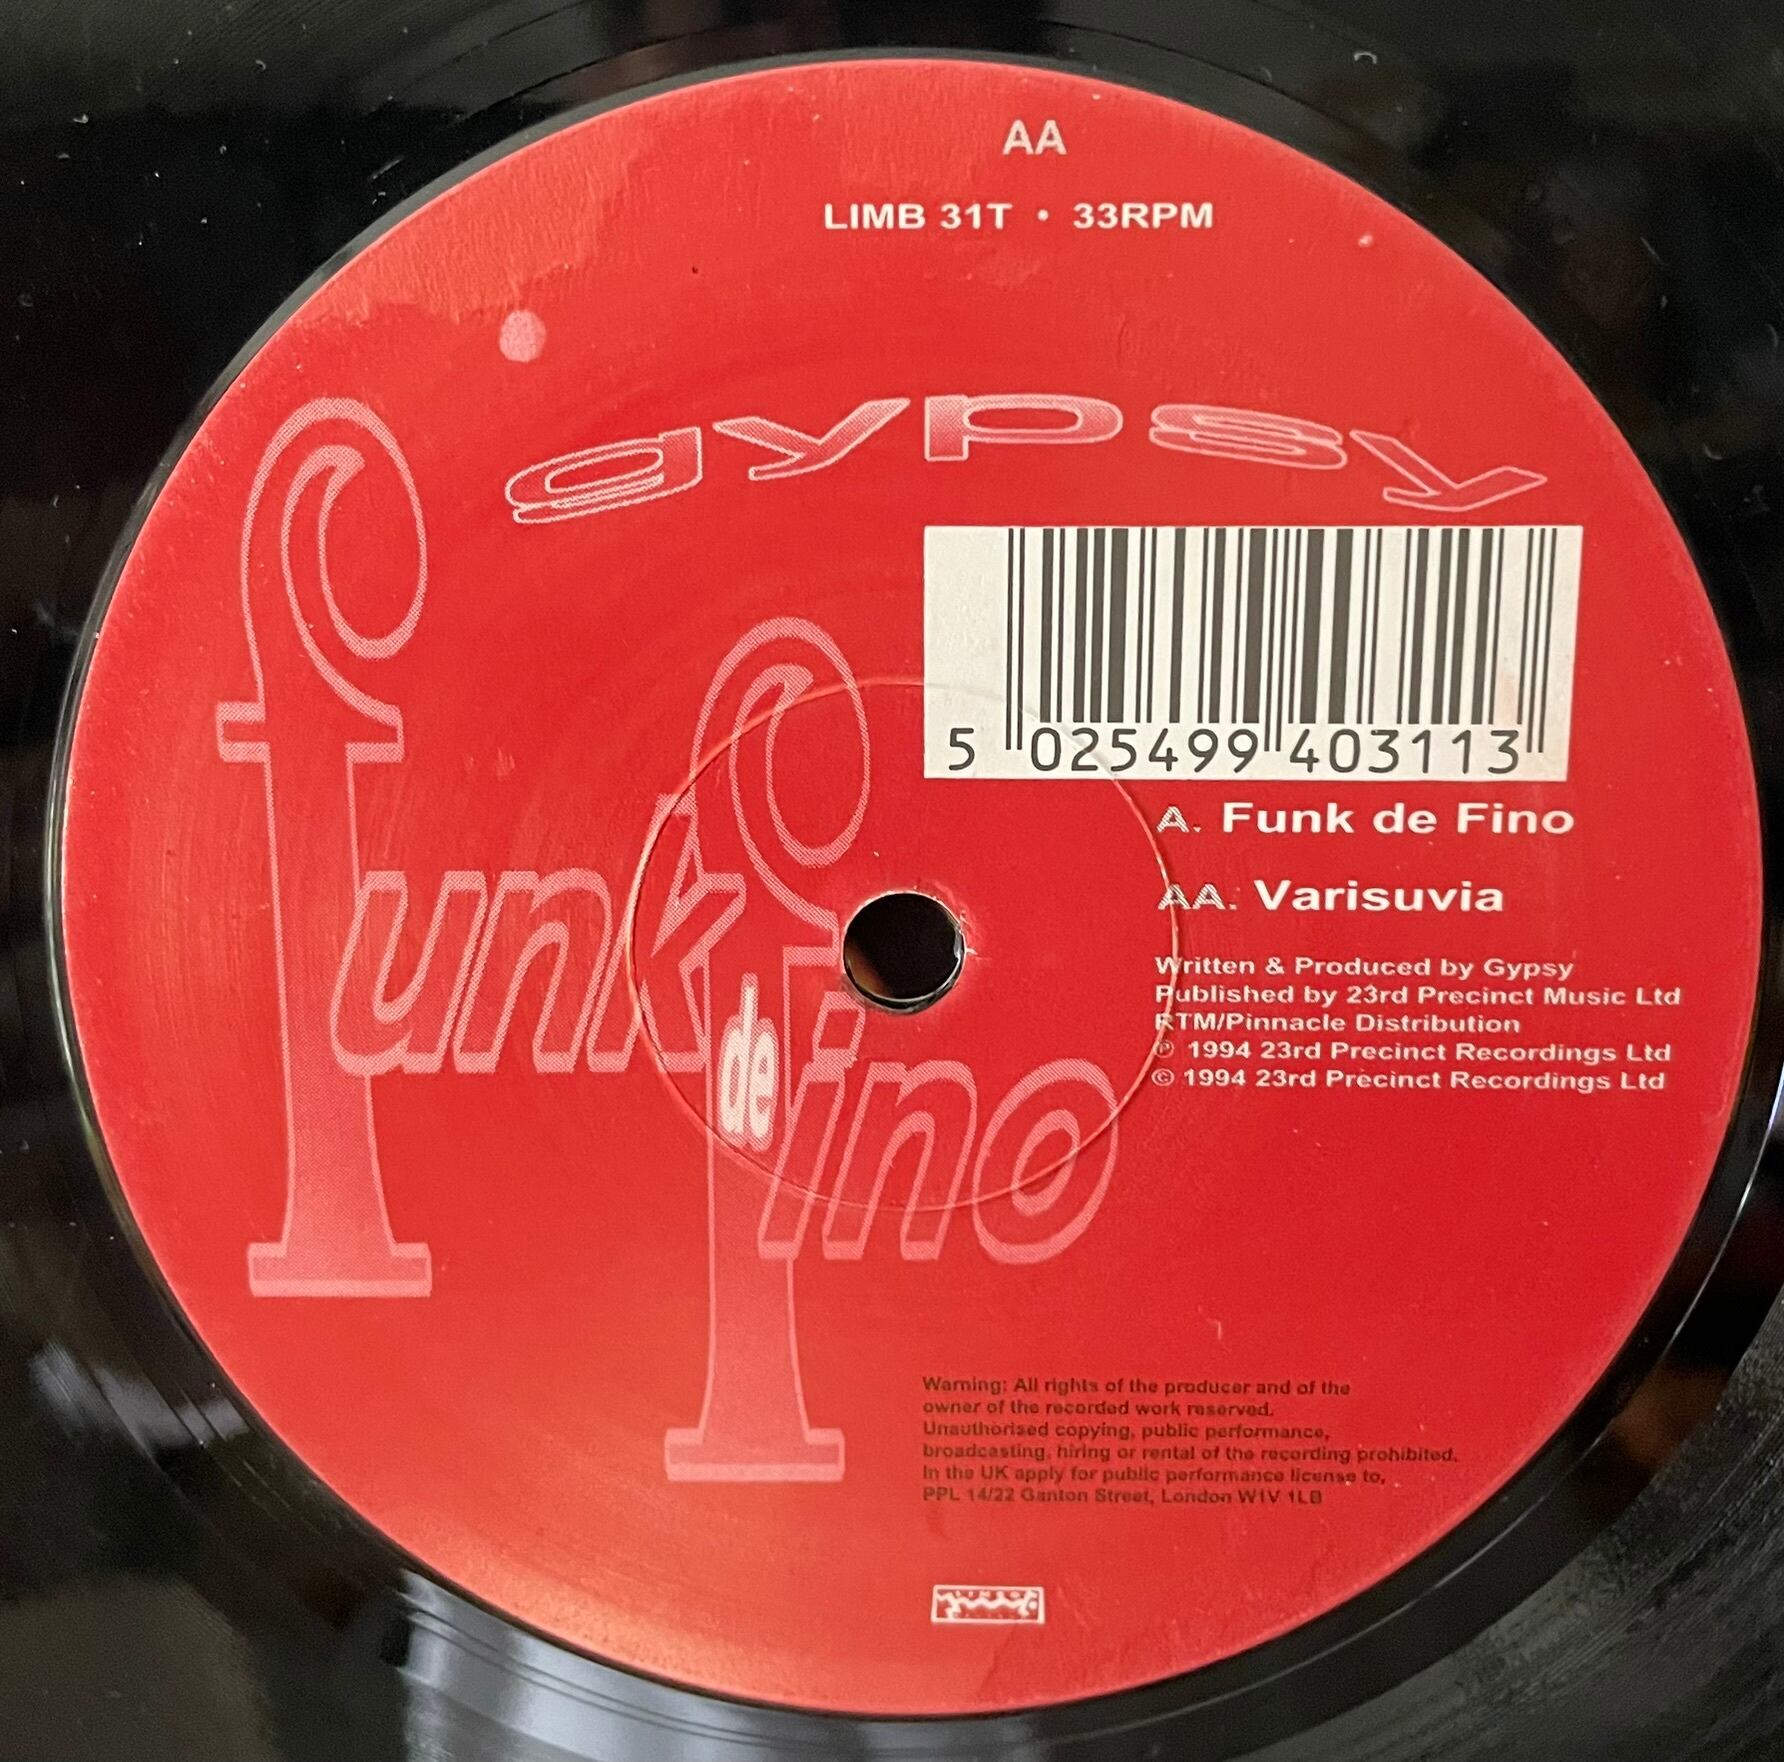 AA
LIMB 31T • 33RPM
gypsy
funk
de
fino
5 025499 403113
A. Funk de Fino
AA. Varisuvia
Written & Produced by Gypsy
Published by 23rd Precinct Music Ltd
RTM/Pinnacle Distribution
℗ 1994 23rd Precinct Recordings Ltd
© 1994 23rd Precinct Recordings Ltd
Warning: All rights of the producer and of the
owner of the recorded work reserved.
Unauthorised copying, public performance,
broadcasting, hiring or rental of the recording prohibited.
In the UK apply for public performance license to,
PPL 14/22 Ganton Street, London W1V 1LB